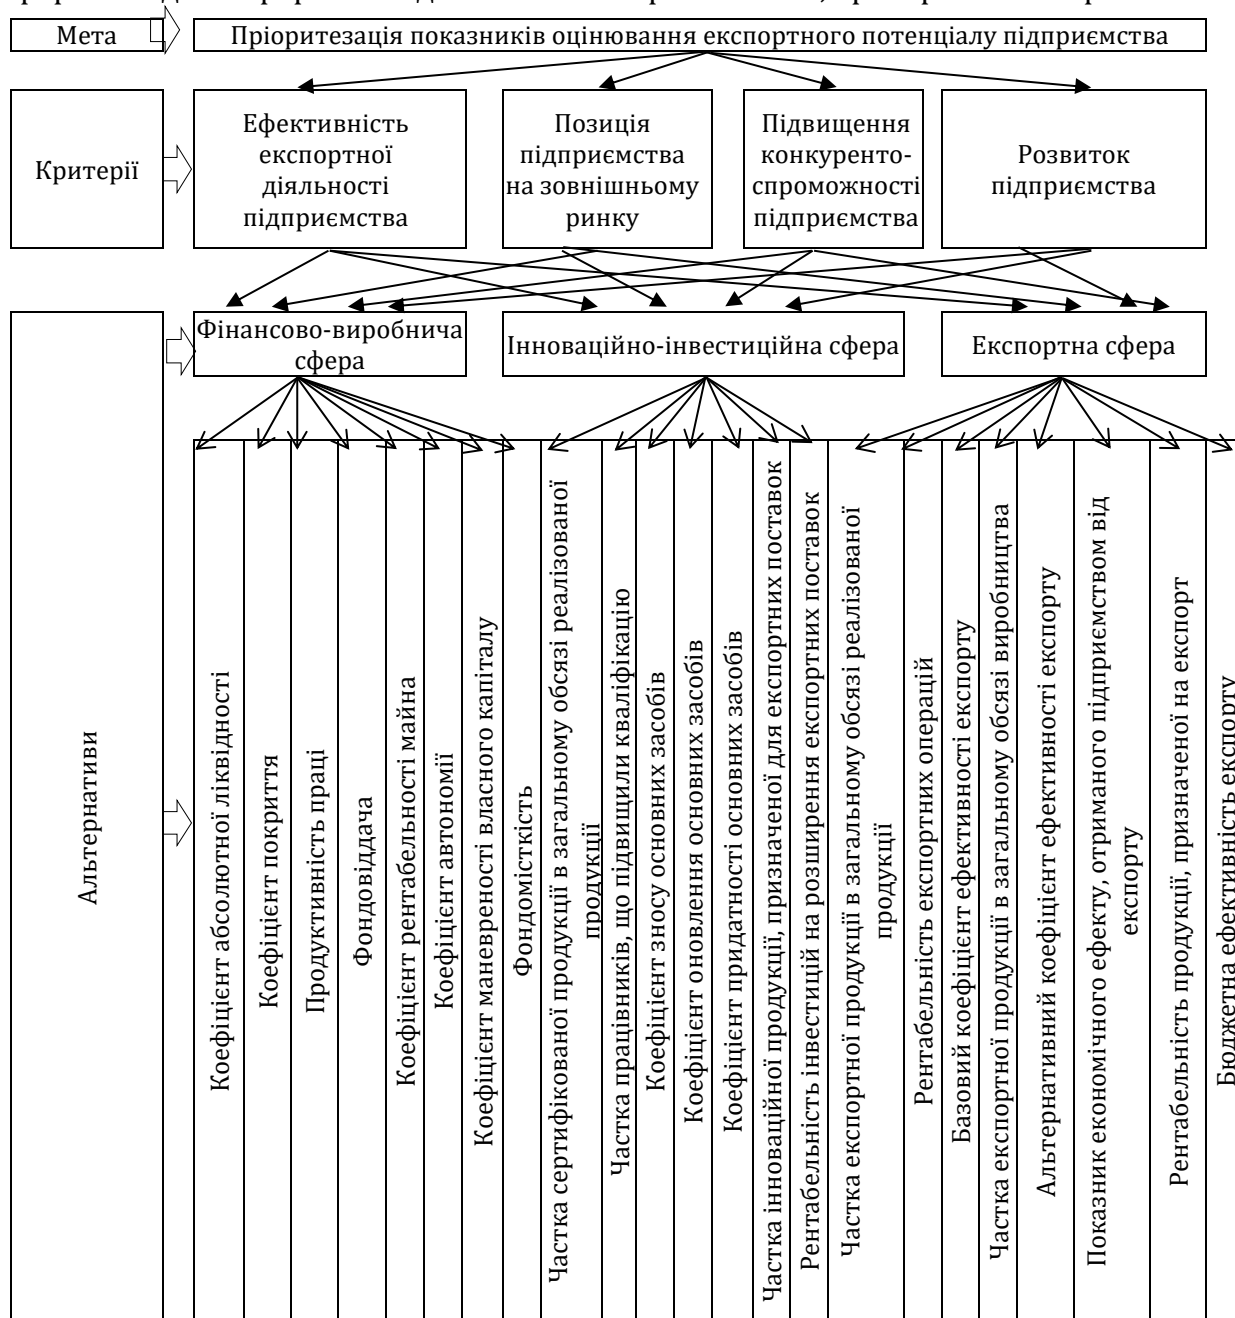 Мета
Пріоритезація показників оцінювання експортного потенціалу підприємства
Критерії
Ефективність
експортної
діяльності
підприємства
Позиція
підприємства
на зовнішньому
ринку
Підвищення
конкуренто-
спроможності
підприємства
Розвиток
підприємства
Альтернативи
Фінансово-виробнича
сфера
Інноваційно-інвестиційна сфера
Експортна сфера
Коефіцієнт абсолютної ліквідності
Коефіцієнт покриття
Продуктивність праці
Фондовіддача
Коефіцієнт рентабельності майна
Коефіцієнт автономії
Коефіцієнт маневреності власного капіталу
Фондомісткість
Частка сертифікованої продукції в загальному обсязі реалізованої
продукції
Частка працівників, що підвищили кваліфікацію
Коефіцієнт зносу основних засобів
Коефіцієнт оновлення основних засобів
Коефіцієнт придатності основних засобів
Частка інноваційної продукції, призначеної для експортних поставок
Рентабельність інвестицій на розширення експортних поставок
Частка експортної продукції в загальному обсязі реалізованої
продукції
Рентабельність експортних операцій
Базовий коефіцієнт ефективності експорту
Частка експортної продукції в загальному обсязі виробництва
Альтернативний коефіцієнт ефективності експорту
Показник економічного ефекту, отриманого підприємством від
експорту
Рентабельність продукції, призначеної на експорт
Бюджетна ефективність експорту